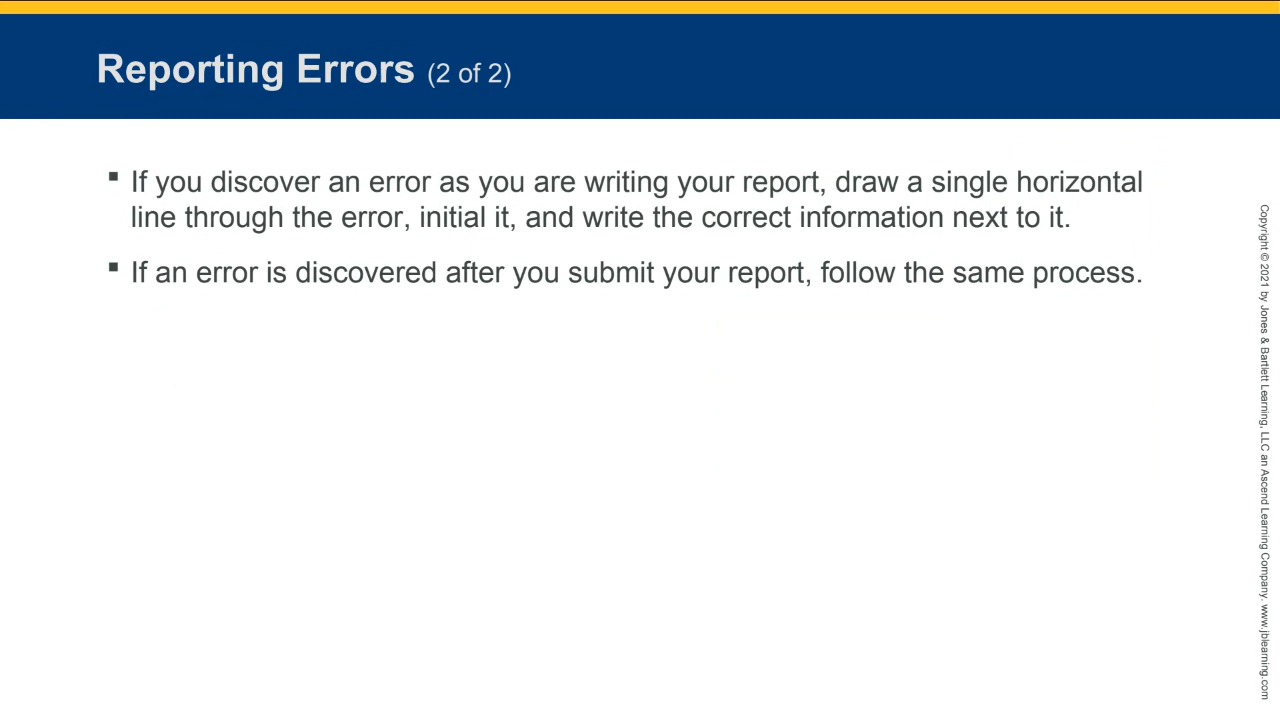 Reporting Errors (2 of 2)
▪ If you discover an error as you are writing your report, draw a single horizontal
line through the error, initial it, and write the correct information next to it.
▪ If an error is discovered after you submit your report, follow the same process.
Copyright © 2021 by Jones & Bartlett Learning, LLC an Ascend Learning Company. www.jblearning.com